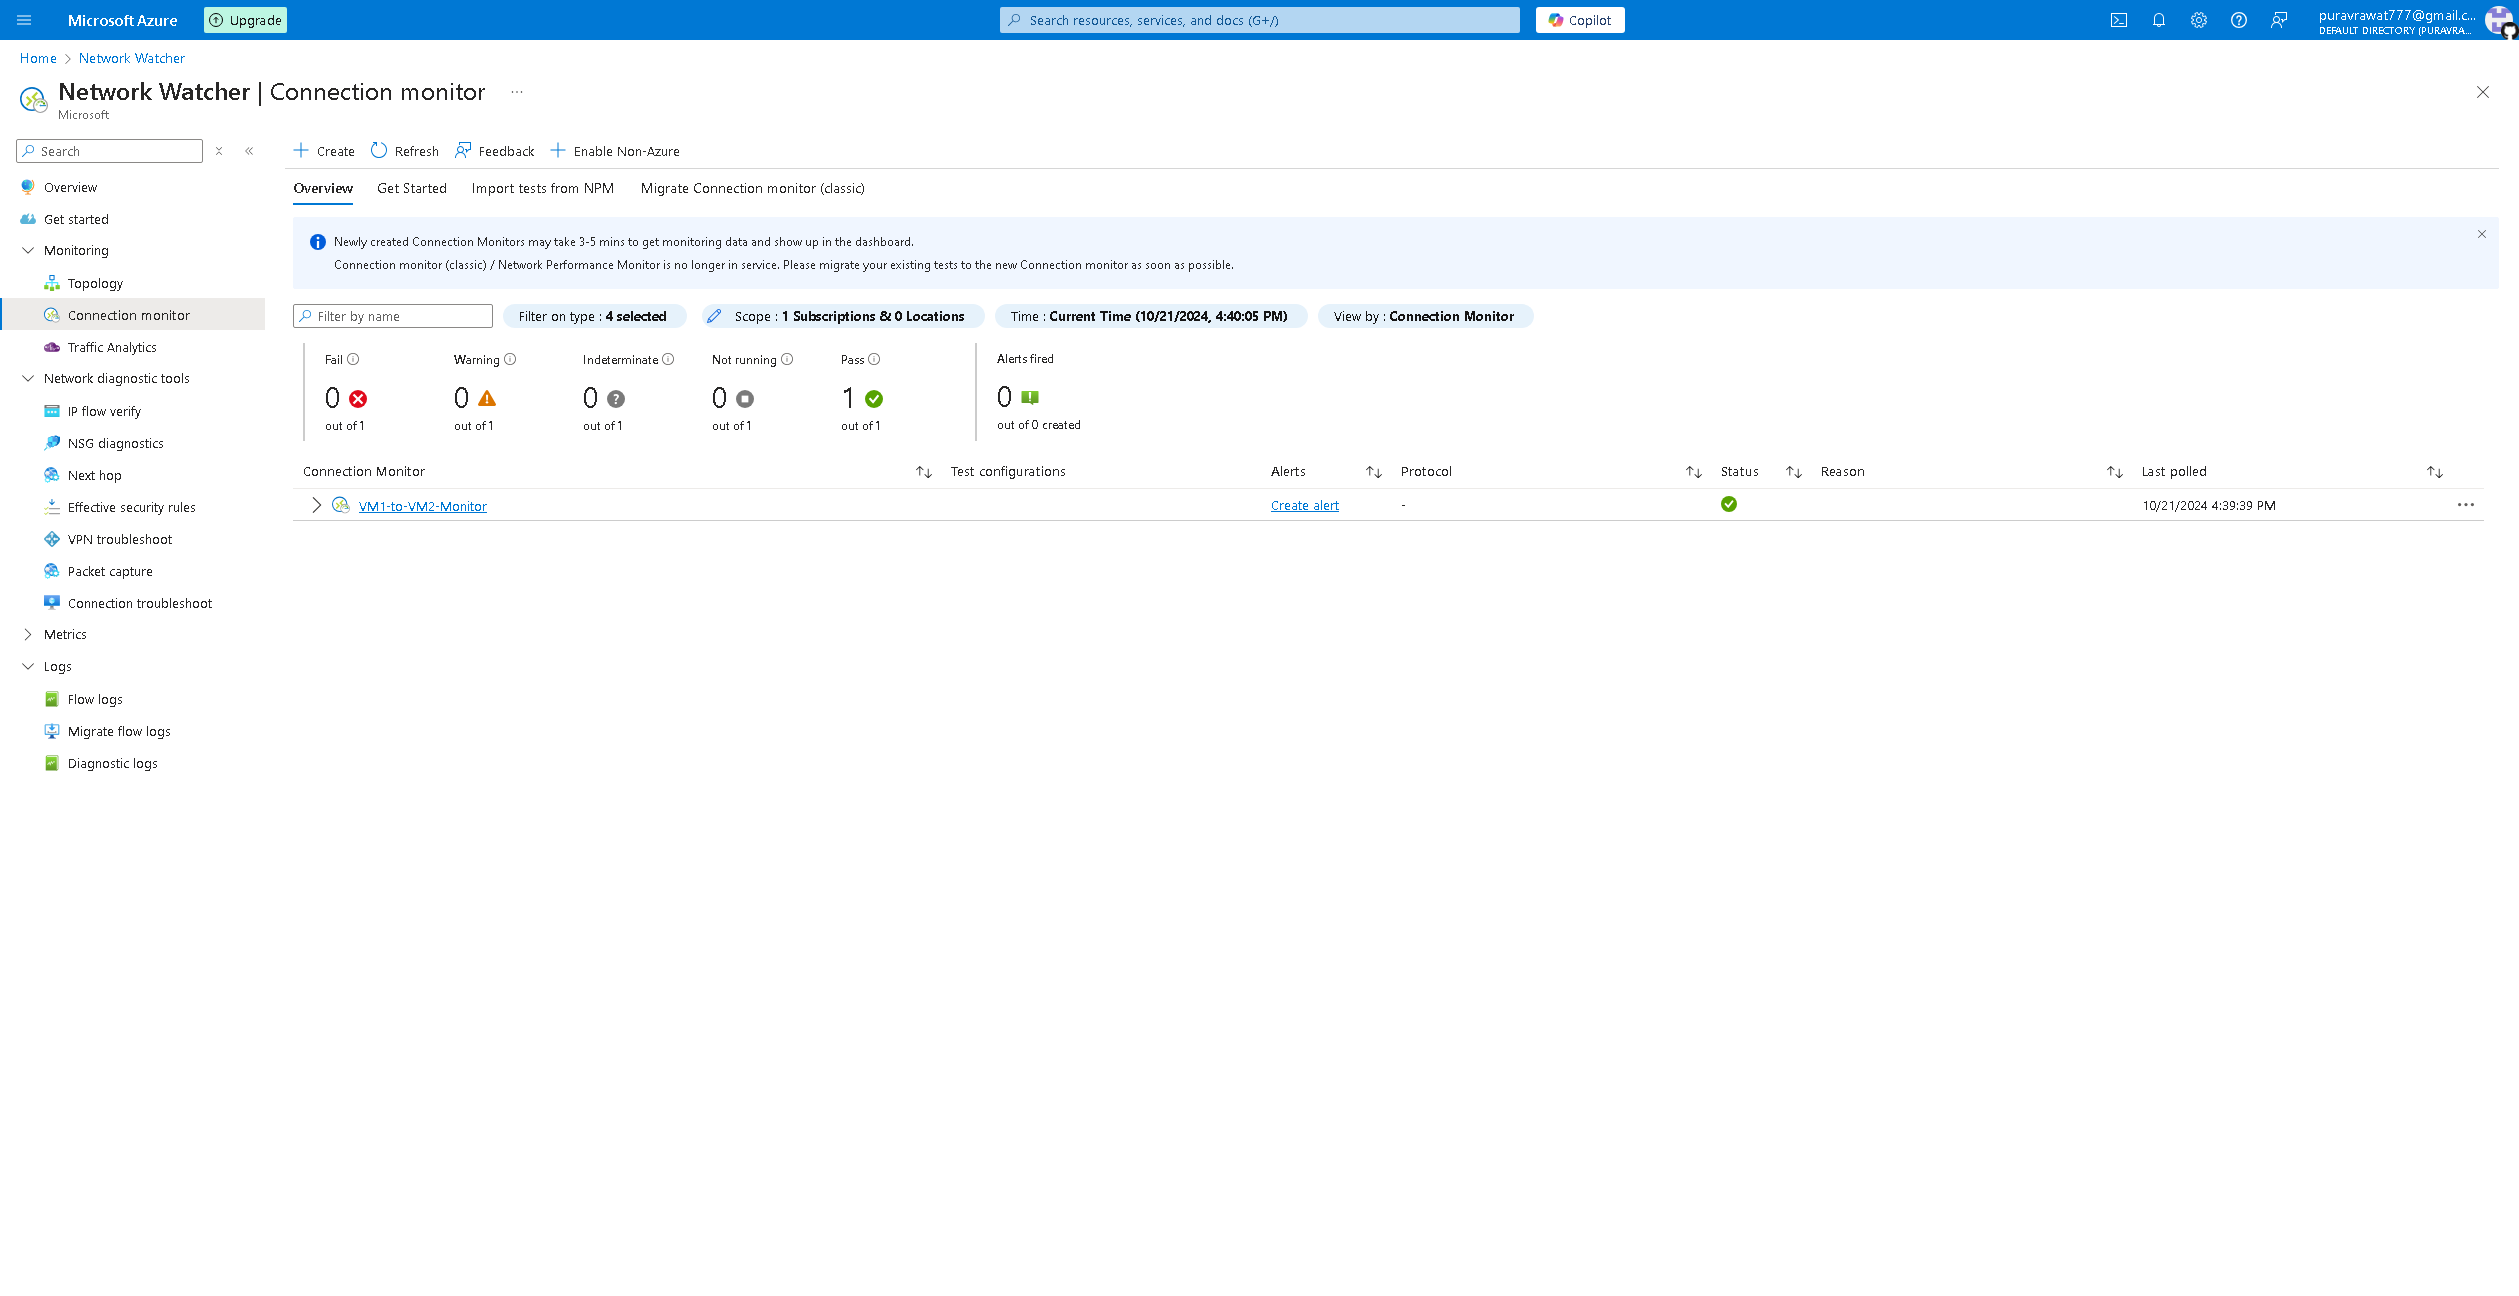 Microsoft Azure
Upgrade
Search resources, services, and docs (G+/)
Copilot
puravrawat777@gmail.c...
DEFAULT DIRECTORY (PURAVRA...
Home > Network Watcher
Network Watcher | Connection monitor ...
Microsoft
Search
Overview
Get started
Monitoring
Topology
Connection monitor
Traffic Analytics
Network diagnostic tools
IP flow verify
NSG diagnostics
Next hop
Effective security rules
VPN troubleshoot
Packet capture
Connection troubleshoot
Metrics
Logs
Flow logs
Migrate flow logs
Diagnostic logs
Create Refresh Feedback Enable Non-Azure
Overview Get Started Import tests from NPM Migrate Connection monitor (classic)
Newly created Connection Monitors may take 3-5 mins to get monitoring data and show up in the dashboard.
Connection monitor (classic) / Network Performance Monitor is no longer in service. Please migrate your existing tests to the new Connection monitor as soon as possible.
Filter by name Filter on type : 4 selected Scope : 1 Subscriptions & 0 Locations Time : Current Time (10/21/2024, 4:40:05 PM) View by : Connection Monitor
Fail Warning Indeterminate Not running Pass Alerts fired
0 0 0 0 1 0
out of 1 out of 1 out of 1 out of 1 out of 1 out of 0 created
Connection Monitor Test configurations Alerts Protocol Status Reason Last polled
VM1-to-VM2-Monitor Create alert - 10/21/2024 4:39:39 PM ...